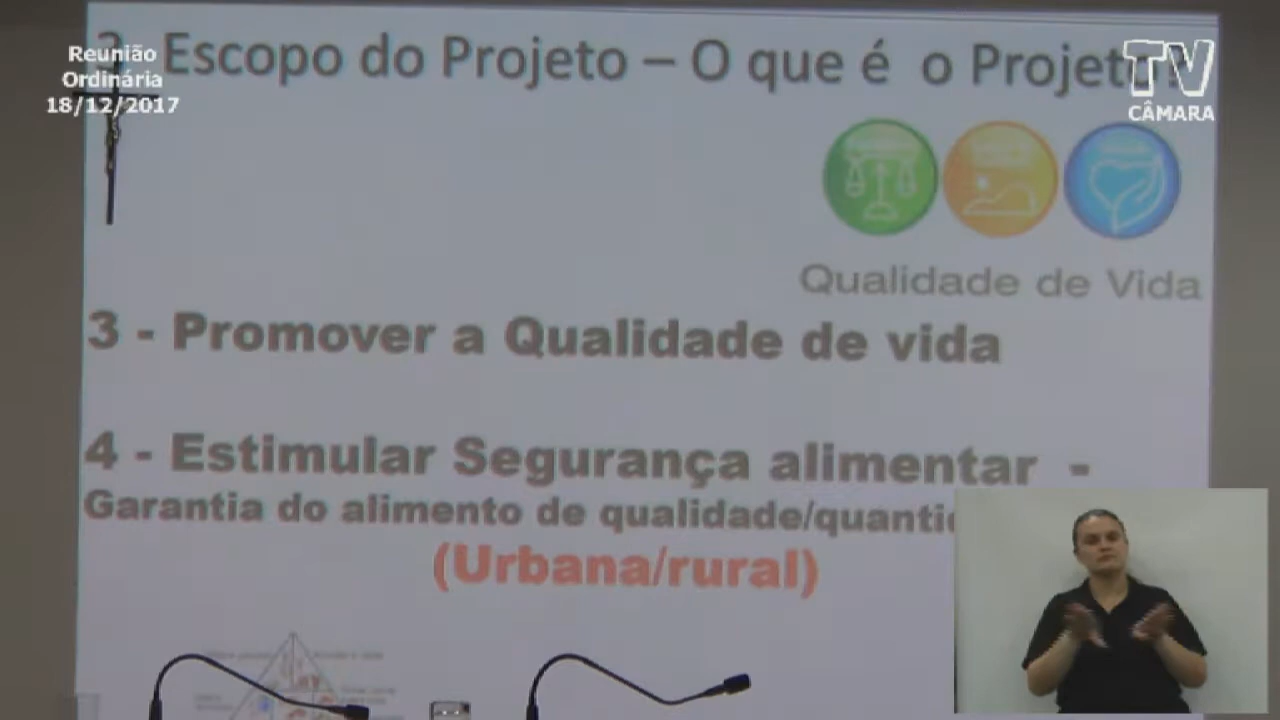 Reunião
Ordinária
18/12/2017
Escopo do Projeto – O que é o Projeto?
TV
CÂMARA
Qualidade de Vida
3 - Promover a Qualidade de vida
4 - Estimular Segurança alimentar -
Garantia do alimento de qualidade/quantid
(Urbana/rural)